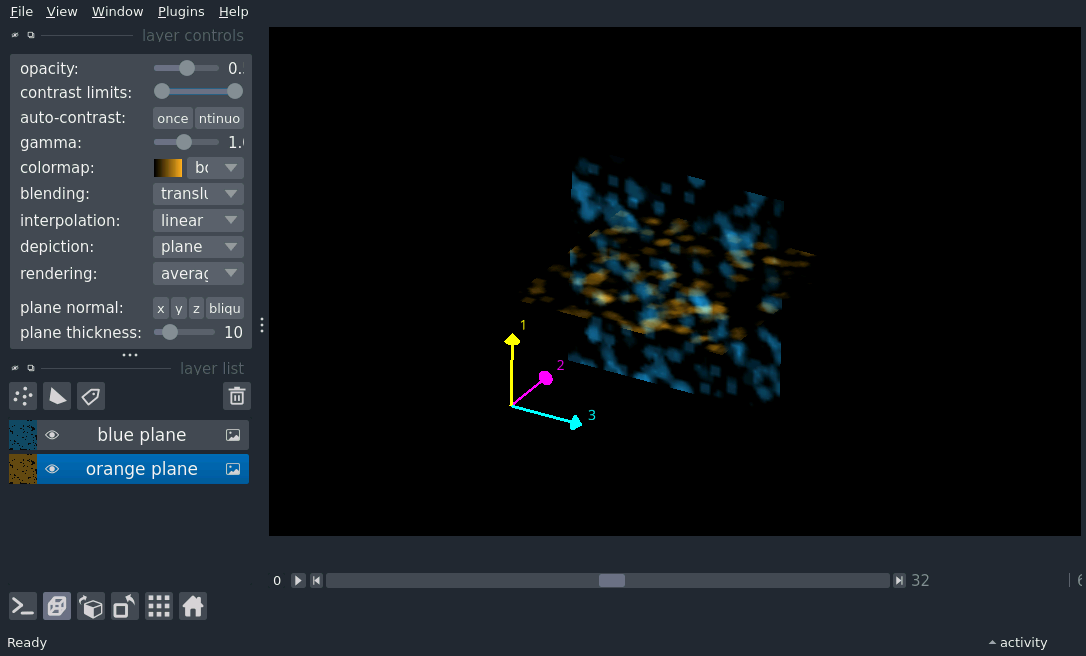 File View Window Plugins Help
layer controls
opacity: 0.
contrast limits:
auto-contrast: once ntinuo
gamma: 1.
colormap: bo
blending: translu
interpolation: linear
depiction: plane
rendering: averag
plane normal: x y z bliqu
plane thickness: 10
layer list
blue plane
orange plane
1
2
3
0
32
Ready
activity